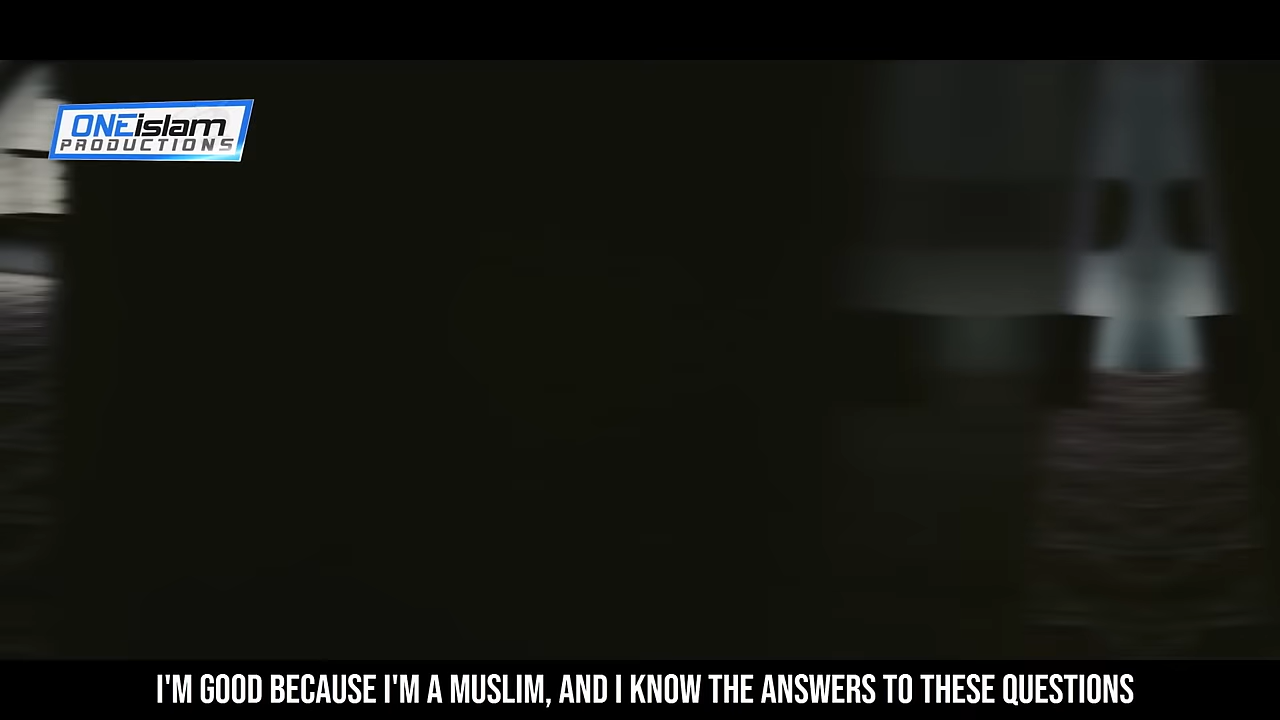 ONEislam
PRODUCTIONS
I'M GOOD BECAUSE I'M A MUSLIM, AND I KNOW THE ANSWERS TO THESE QUESTIONS